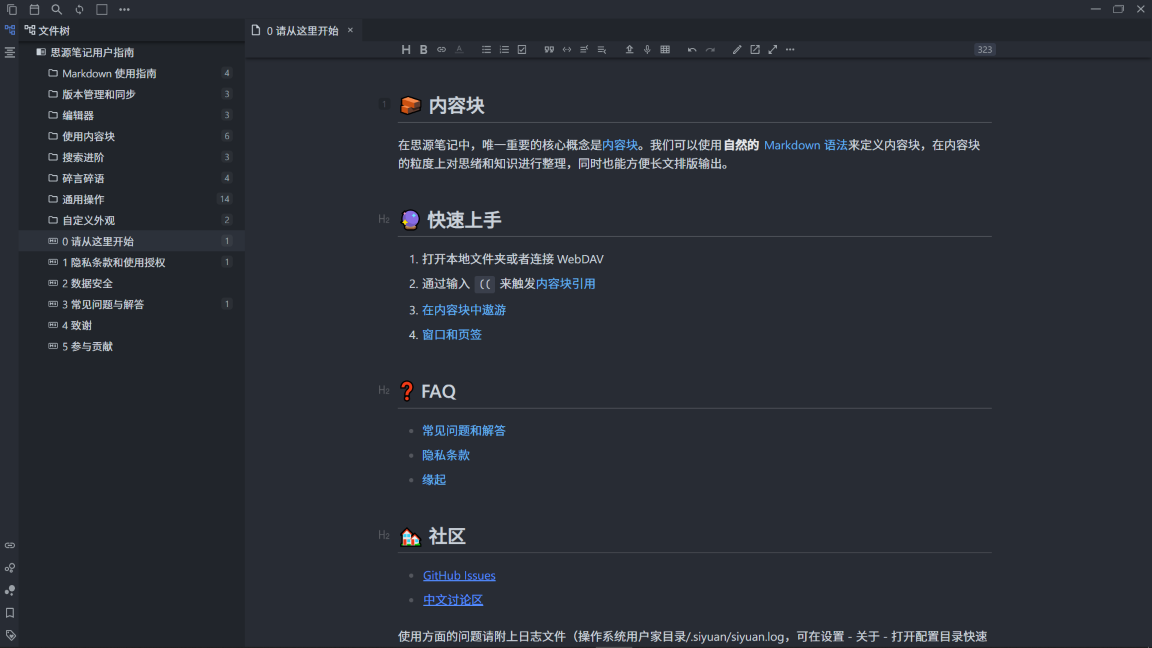 文件树
思源笔记用户指南
Markdown 使用指南 4
版本管理和同步 3
编辑器 3
使用内容块 6
搜索进阶 3
碎言碎语 4
通用操作 14
自定义外观 2
0 请从这里开始 1
1 隐私条款和使用授权 1
2 数据安全
3 常见问题与解答 1
4 致谢
5 参与贡献
0 请从这里开始
323
1 内容块
在思源笔记中，唯一重要的核心概念是内容块。我们可以使用自然的 Markdown 语法来定义内容块，在内容块
的粒度上对思绪和知识进行整理，同时也能方便长文排版输出。
H2 快速上手
1. 打开本地文件夹或者连接 WebDAV
2. 通过输入 (( 来触发内容块引用
3. 在内容块中遨游
4. 窗口和页签
H2 FAQ
常见问题和解答
隐私条款
缘起
H2 社区
GitHub Issues
中文讨论区
使用方面的问题请附上日志文件（操作系统用户家目录/.siyuan/siyuan.log，可在设置 - 关于 - 打开配置目录快速